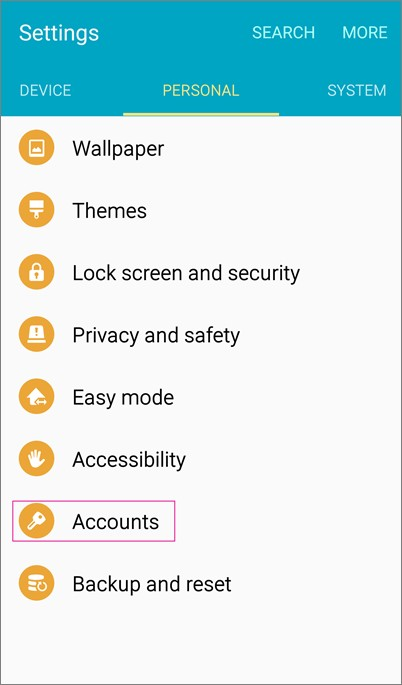 Settings SEARCH MORE
DEVICE PERSONAL SYSTEM
Wallpaper
Themes
Lock screen and security
Privacy and safety
Easy mode
Accessibility
Accounts
Backup and reset